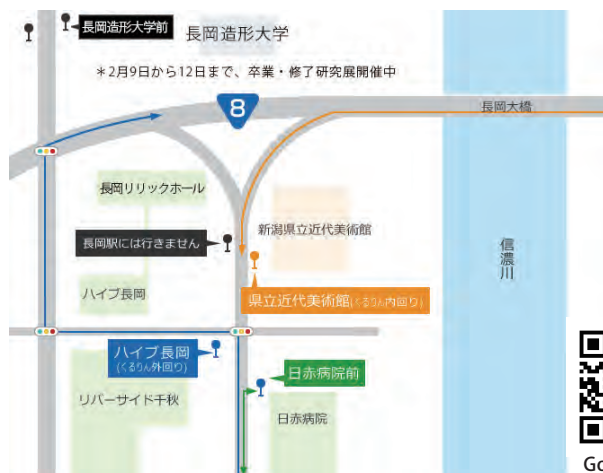 長岡造形大学前
長岡造形大学
＊2月9日から12日まで、卒業・修了研究展開催中
8
長岡大橋
長岡リリックホール
新潟県立近代美術館
長岡駅には行きません
信濃川
ハイブ長岡
県立近代美術館(くるりん内回り)
ハイブ長岡
(くるりん外回り)
日赤病院前
リバーサイド千秋
日赤病院
Go